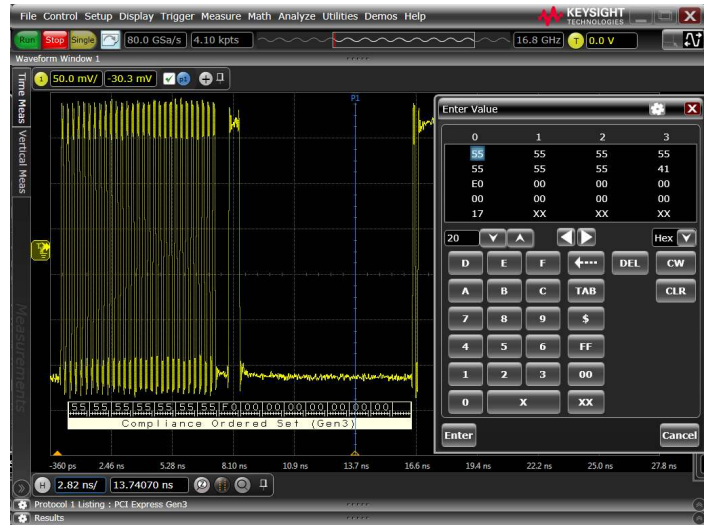 File Control Setup Display Trigger Measure Math Analyze Utilities Demos Help
KEYSIGHT
TECHNOLOGIES
Run Stop Single 80.0 GSa/s 4.10 kpts 16.8 GHz T 0.0 V
Waveform Window 1
1 50.0 mV/ -30.3 mV p1
Time Meas
Vertical Meas
Measurements
P1
Enter Value
0 1 2 3
55 55 55 55
55 55 55 41
E0 00 00 00
00 00 00 00
17 XX XX XX
20 Hex
D E F DEL CW
A B C TAB CLR
7 8 9 $
4 5 6 FF
1 2 3 00
0 X XX
Enter Cancel
55 55 55 55 55 55 55 F0 00 00 00 00 00 00 00
Compliance Ordered Set (Gen3)
-360 ps 2.46 ns 5.28 ns 8.10 ns 10.9 ns 13.7 ns 16.6 ns 19.4 ns 22.2 ns 25.0 ns 27.8 ns
H 2.82 ns/ 13.74070 ns
Protocol 1 Listing : PCI Express Gen3
Results